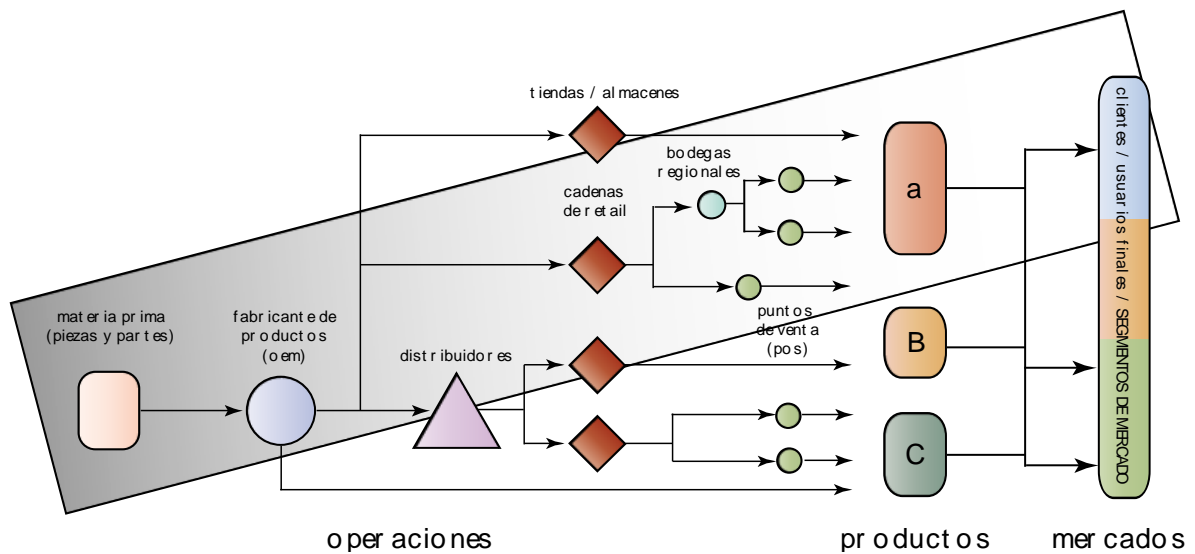 tiendas / almacenes
bodegas
regionales
cadenas
de retail
a
materia prima
(piezas y partes)
fabricante de
productos
(oem)
distribuidores
puntos
de venta
(pos)
B
C
clientes / usuarios finales / SEGMENTOS DE MERCADO
operaciones
productos
mercados